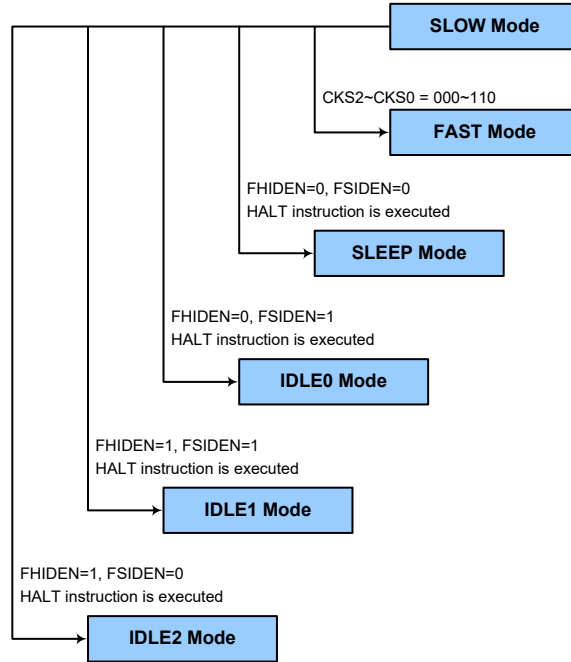 SLOW Mode
CKS2~CKS0 = 000~110
FAST Mode
FHIDEN=0, FSIDEN=0
HALT instruction is executed
SLEEP Mode
FHIDEN=0, FSIDEN=1
HALT instruction is executed
IDLE0 Mode
FHIDEN=1, FSIDEN=1
HALT instruction is executed
IDLE1 Mode
FHIDEN=1, FSIDEN=0
HALT instruction is executed
IDLE2 Mode